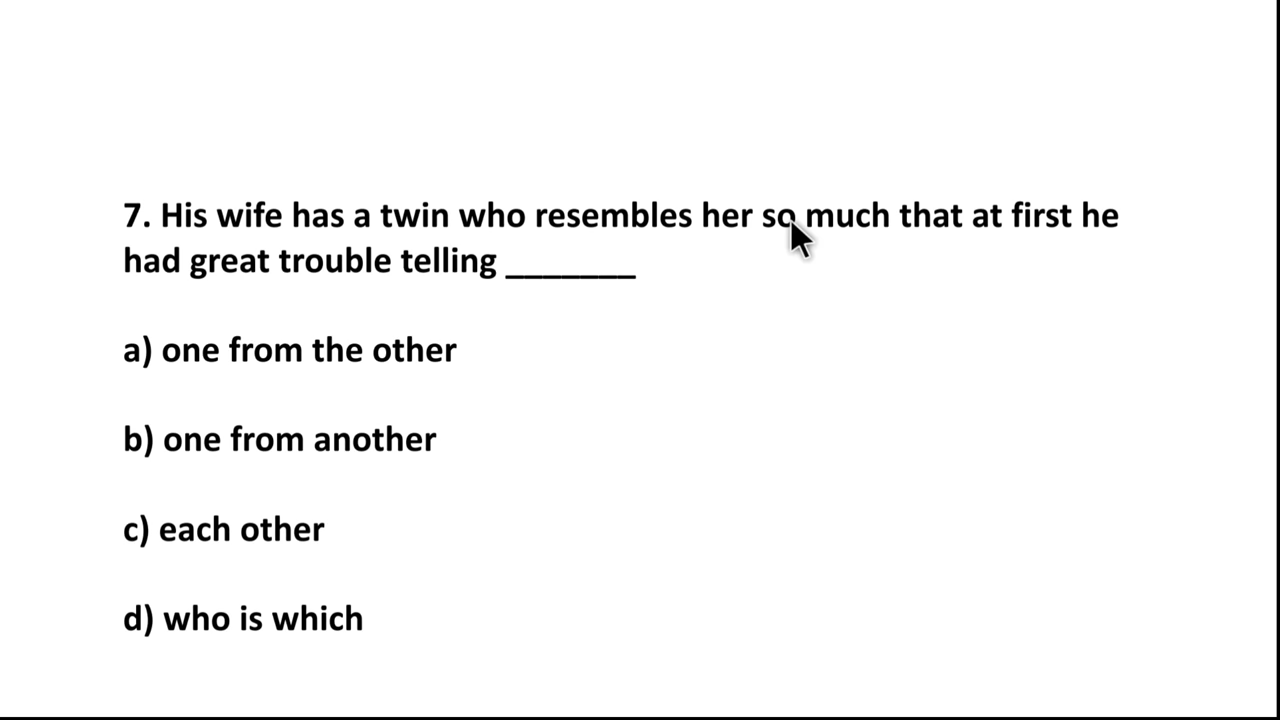 7. His wife has a twin who resembles her so much that at first he
had great trouble telling _______
a) one from the other
b) one from another
c) each other
d) who is which